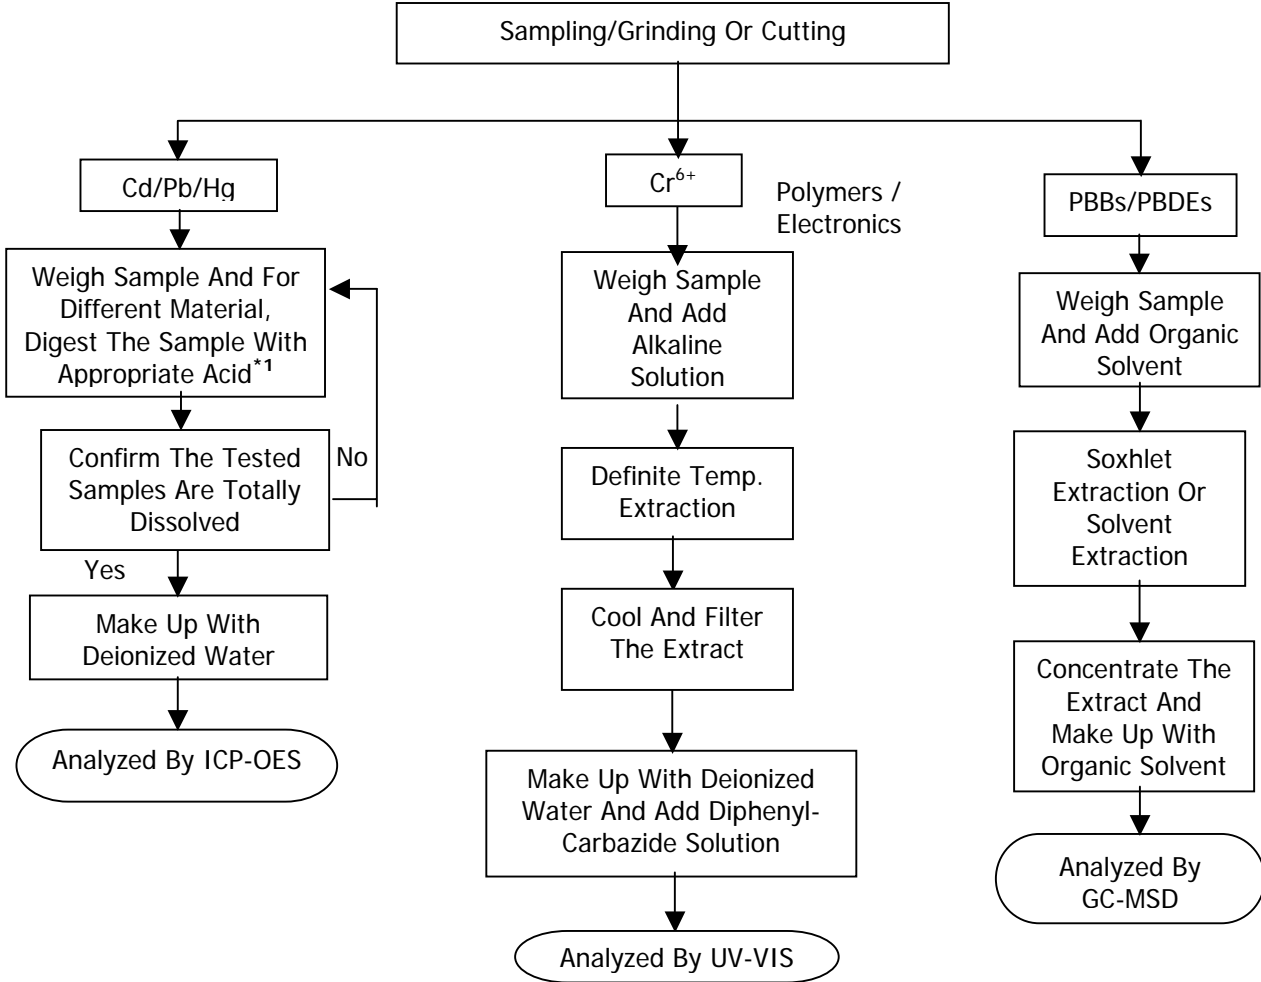 Sampling/Grinding Or Cutting
Cd/Pb/Hg
Weigh Sample And For
Different Material,
Digest The Sample With
Appropriate Acid*1
Confirm The Tested
Samples Are Totally
Dissolved
No
Yes
Make Up With
Deionized Water
Analyzed By ICP-OES
Cr6+
Polymers /
Electronics
Weigh Sample
And Add
Alkaline
Solution
Definite Temp.
Extraction
Cool And Filter
The Extract
Make Up With Deionized
Water And Add Diphenyl-
Carbazide Solution
Analyzed By UV-VIS
PBBs/PBDEs
Weigh Sample
And Add Organic
Solvent
Soxhlet
Extraction Or
Solvent
Extraction
Concentrate The
Extract And
Make Up With
Organic Solvent
Analyzed By
GC-MSD